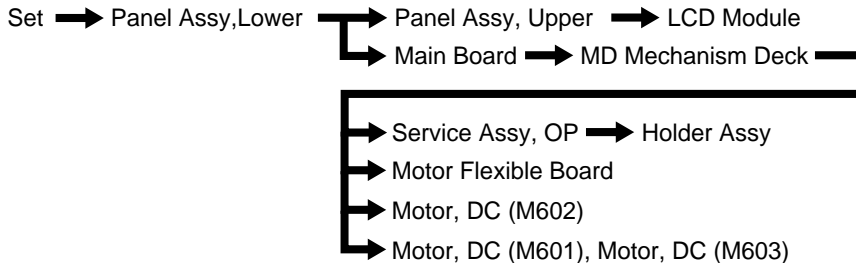 Set Panel Assy,Lower Panel Assy, Upper LCD Module
Main Board MD Mechanism Deck
Service Assy, OP Holder Assy
Motor Flexible Board
Motor, DC (M602)
Motor, DC (M601), Motor, DC (M603)